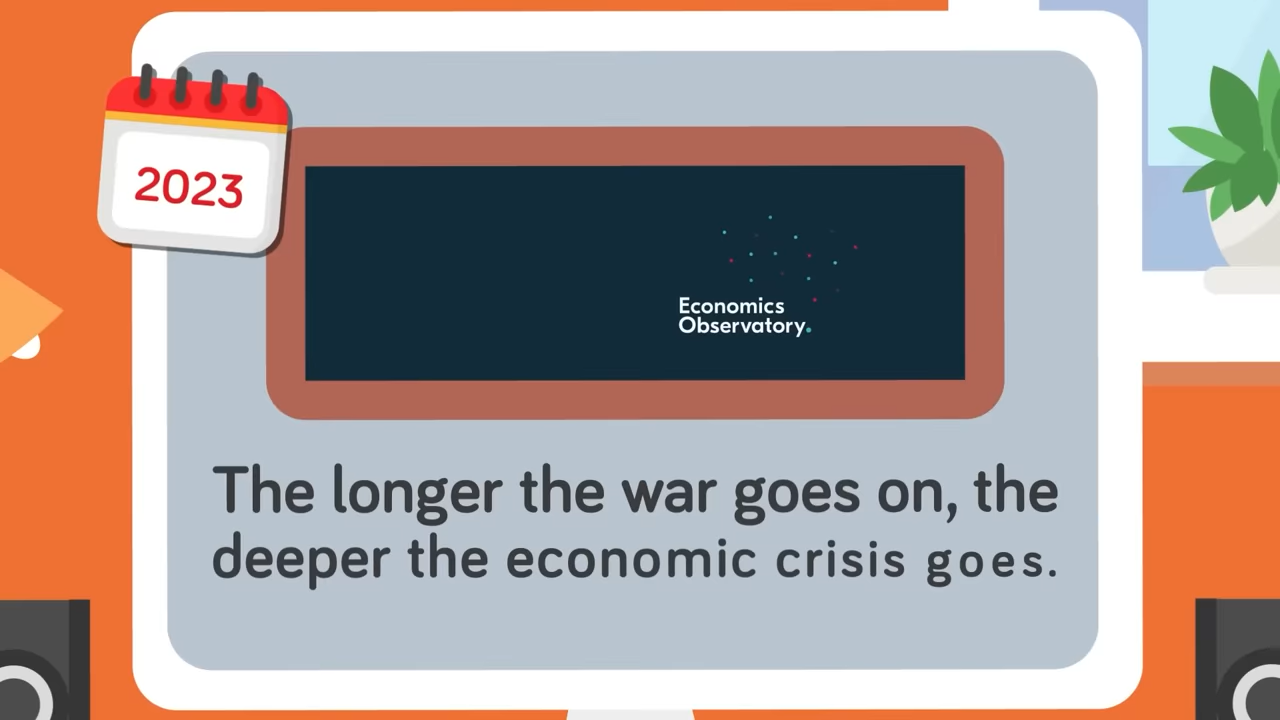 2023
Economics
Observatory.
The longer the war goes on, the
deeper the economic crisis goes.